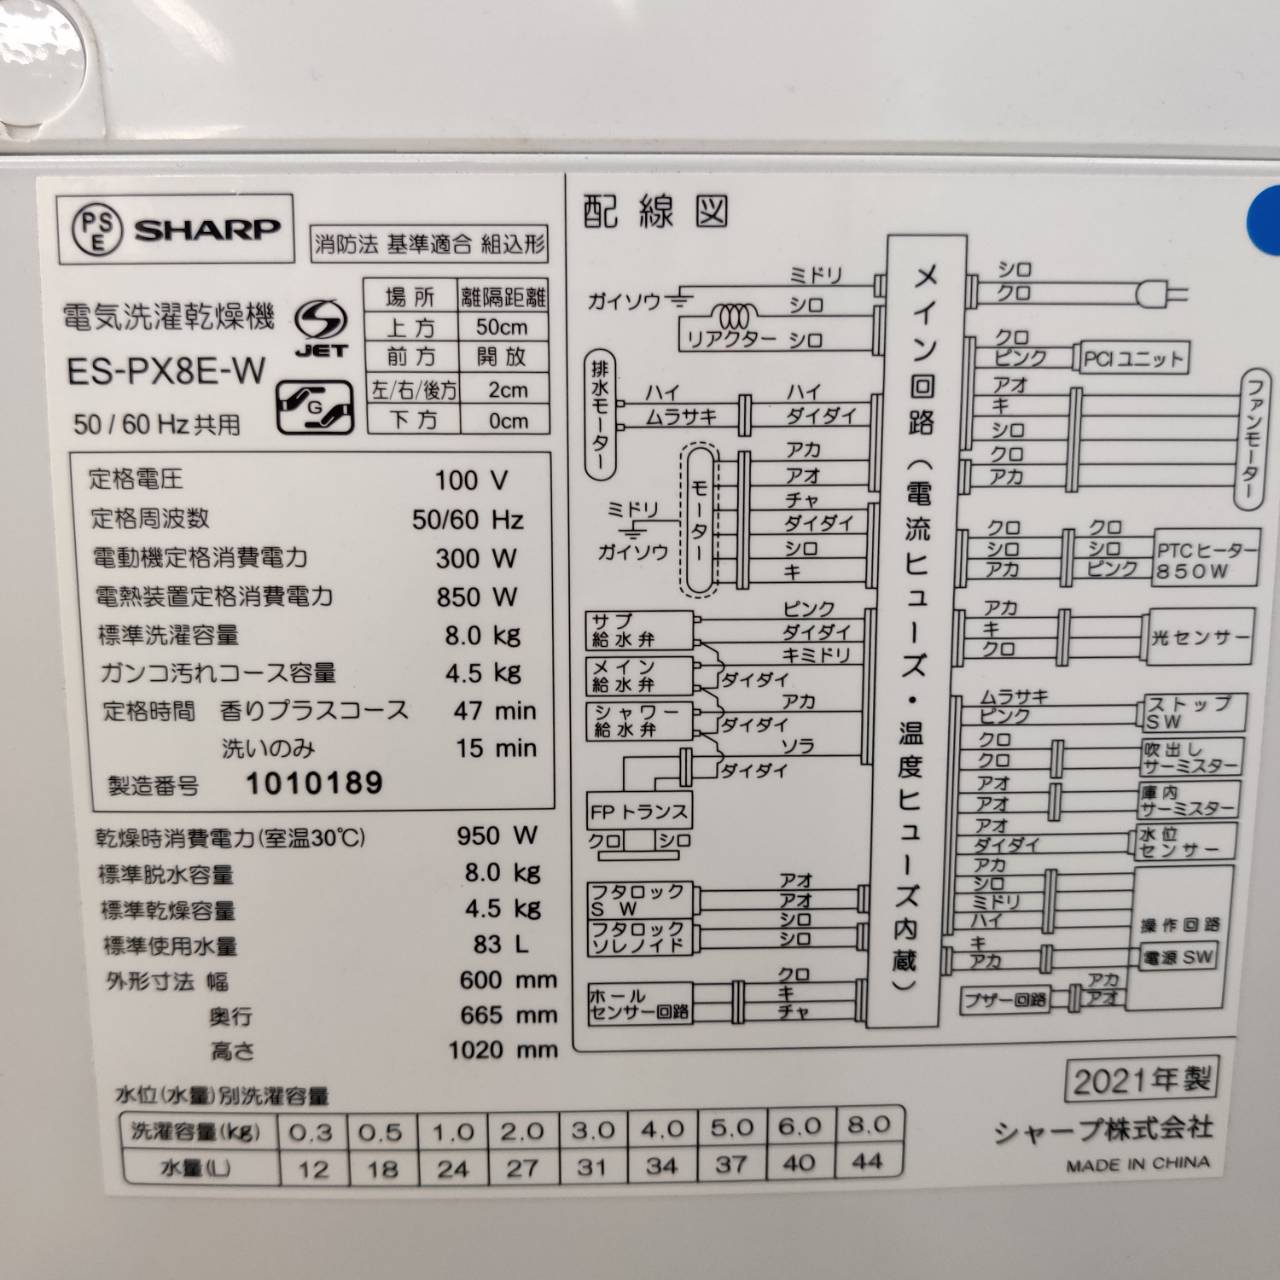 PSE SHARP
消防法 基準適合 組込形
電気洗濯乾燥機
ES-PX8E-W
50/60Hz共用
JET
G
場所 離隔距離
上方 50cm
前方 開放
左/右/後方 2cm
下方 0cm
定格電圧 100 V
定格周波数 50/60 Hz
電動機定格消費電力 300 W
電熱装置定格消費電力 850 W
標準洗濯容量 8.0 kg
ガンコ汚れコース容量 4.5 kg
定格時間 香りプラスコース 47 min
洗いのみ 15 min
製造番号 1010189
乾燥時消費電力(室温30℃) 950 W
標準脱水容量 8.0 kg
標準乾燥容量 4.5 kg
標準使用水量 83 L
外形寸法 幅 600 mm
奥行 665 mm
高さ 1020 mm
水位(水量)別洗濯容量
洗濯容量(kg) 0.3 0.5 1.0 2.0 3.0 4.0 5.0 6.0 8.0
水量(L) 12 18 24 27 31 34 37 40 44
配線図
ミドリ
ガイソウ
シロ
リアクター シロ
排水モーター
ハイ ハイ
ムラサキ ダイダイ
モーター
アカ
アオ
チャ
ダイダイ
シロ
キ
ミドリ
ガイソウ
サブ
給水弁
ピンク
ダイダイ
メイン
給水弁
キミドリ
ダイダイ
シャワー
給水弁
アカ
ダイダイ
ソラ
ダイダイ
FPトランス
クロ シロ
フタロック
SW
アオ
アオ
フタロック
ソレノイド
シロ
シロ
ホール
センサー回路
クロ
キ
チャ
メイン回路(電流ヒューズ・温度ヒューズ内蔵)
シロ
クロ
クロ
ピンク
PCIユニット
アオ
キ
シロ
クロ
アカ
ファンモーター
クロ クロ
シロ シロ
アカ ピンク
PTCヒーター
850W
アカ
キ
クロ
光センサー
ムラサキ
ピンク
ストップ
SW
クロ
クロ
吹出し
サーミスター
アオ
アオ
庫内
サーミスター
アオ
ダイダイ
水位
センサー
アカ
シロ
ミドリ
ハイ
操作回路
キ
アカ
電源SW
ブザー回路
アカ
アオ
2021年製
シャープ株式会社
MADE IN CHINA